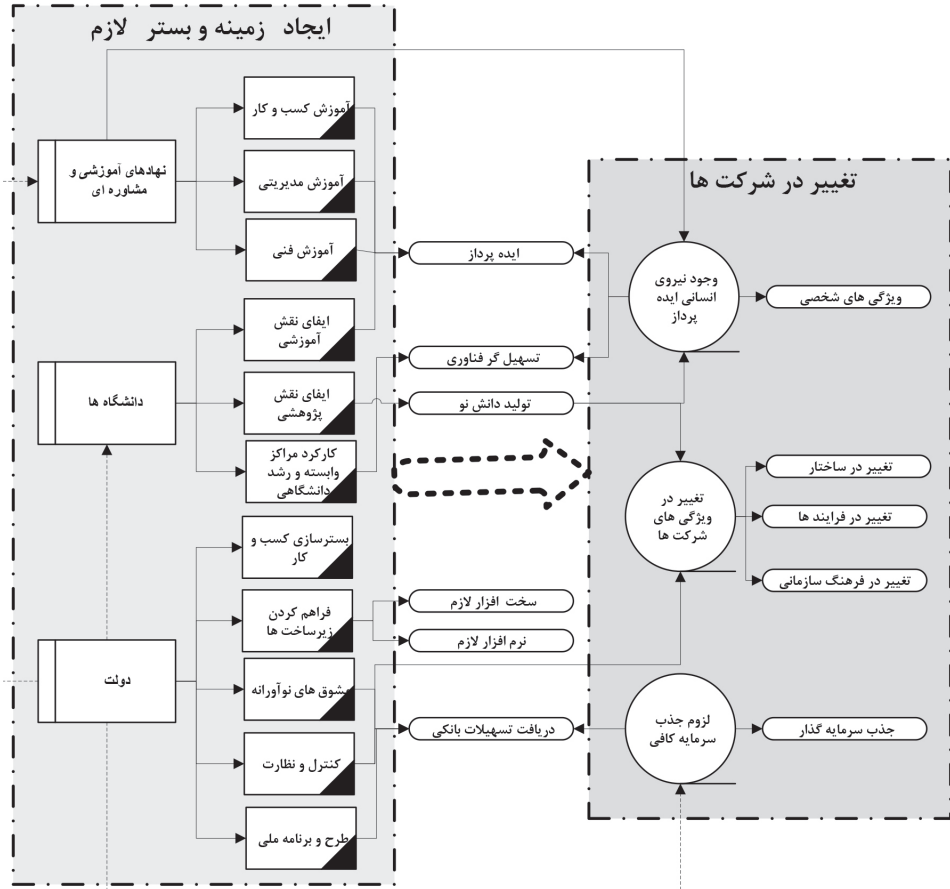 ایجاد زمینه و بستر لازم
نهادهای آموزشی و
مشاوره ای
آموزش کسب و کار
آموزش مدیریتی
آموزش فنی
دانشگاه ها
ایفای نقش
آموزشی
ایفای نقش
پژوهشی
کارکرد مراکز
وابسته و رشد
دانشگاهی
دولت
بسترسازی کسب و
کار
فراهم کردن
زیرساخت ها
مشوق های نوآورانه
کنترل و نظارت
طرح و برنامه ملی
ایده پرداز
تسهیل گر فناوری
تولید دانش نو
سخت افزار لازم
نرم افزار لازم
دریافت تسهیلات بانکی
تغییر در شرکت ها
وجود نیروی
انسانی ایده
پرداز
ویژگی های شخصی
تغییر در
ویژگی های
شرکت ها
تغییر در ساختار
تغییر در فرایند ها
تغییر در فرهنگ سازمانی
لزوم جذب
سرمایه کافی
جذب سرمایه گذار